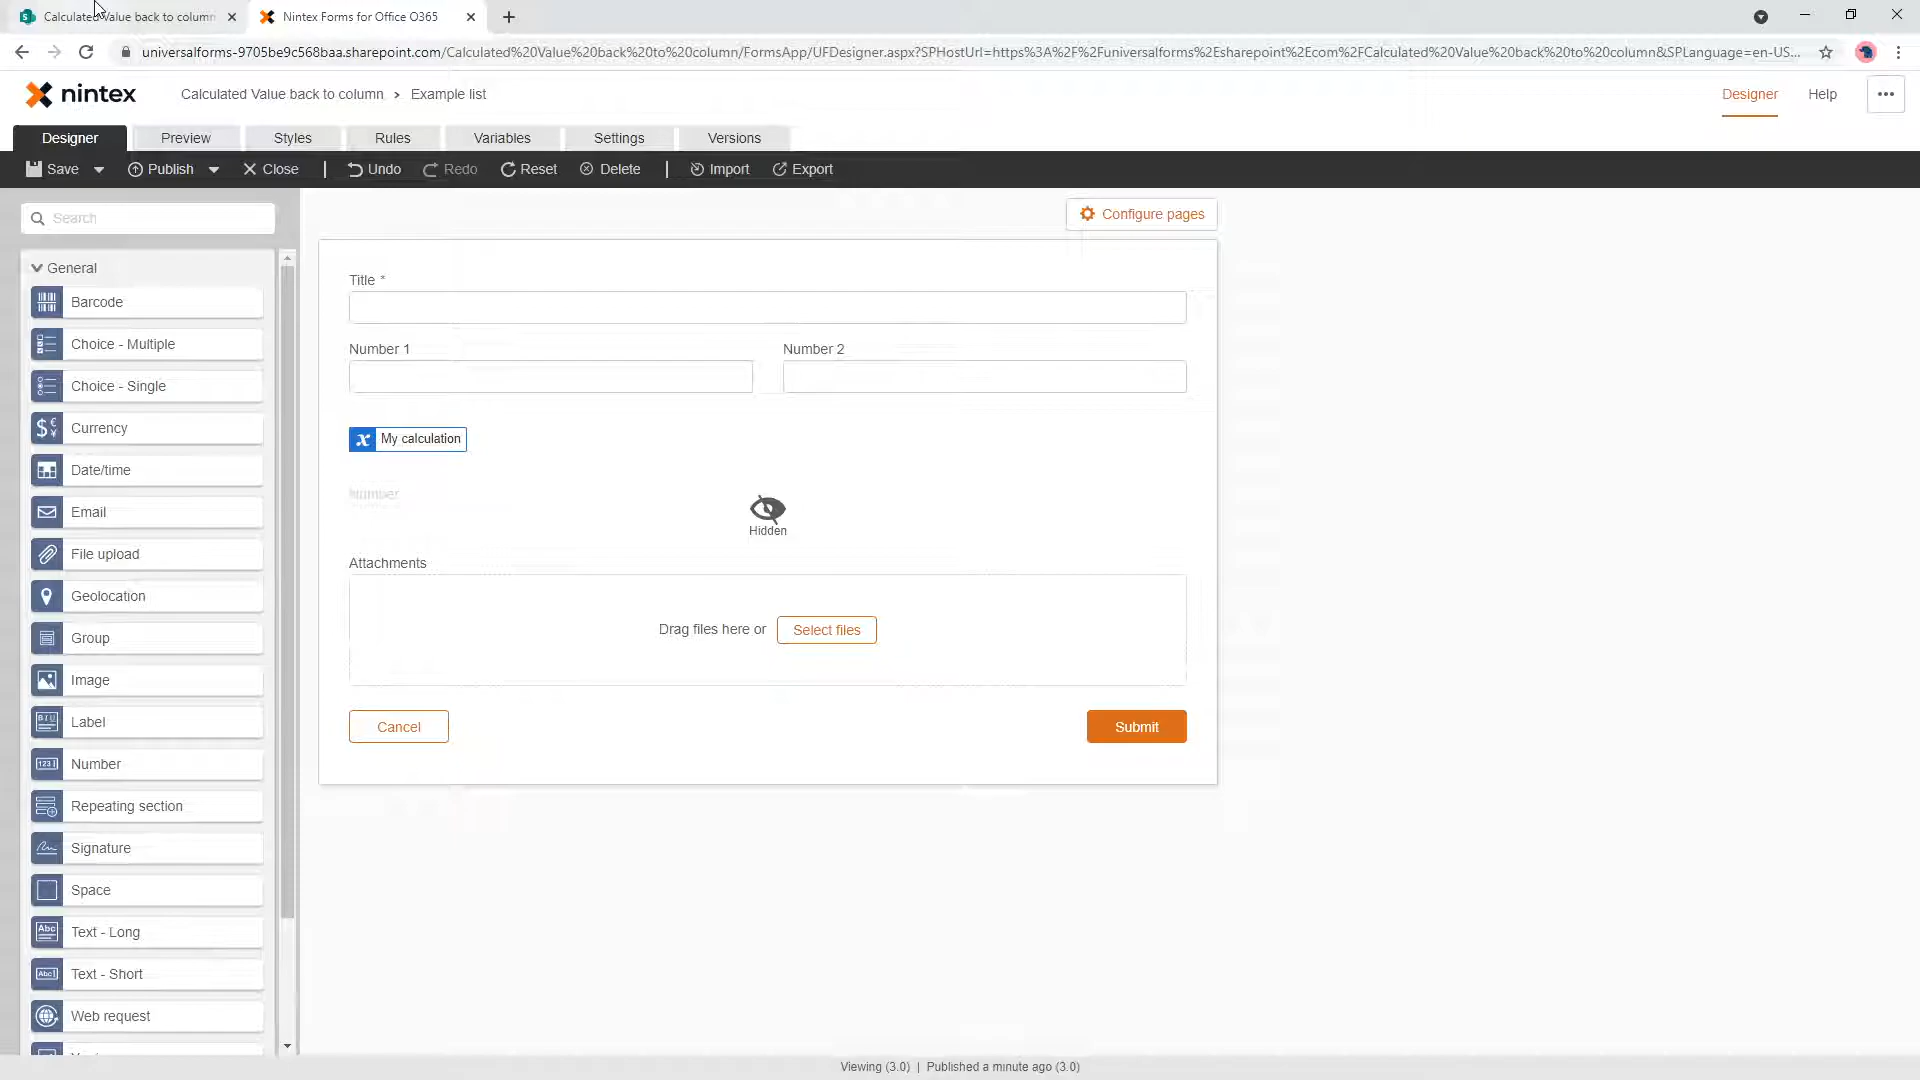 Calculated Value back to column
Nintex Forms for Office O365
universalforms-9705be9c568baa.sharepoint.com/Calculated%20Value%20back%20to%20column/FormsApp/UFDesigner.aspx?SPHostUrl=https%3A%2F%2Funiversalforms%2Esharepoint%2Ecom%2FCalculated%20Value%20back%20to%20column&SPLanguage=en-US...
nintex
Calculated Value back to column > Example list
Designer
Help
Designer
Preview
Styles
Rules
Variables
Settings
Versions
Save
Publish
Close
Undo
Redo
Reset
Delete
Import
Export
Search
Configure pages
General
Barcode
Choice - Multiple
Choice - Single
Currency
Date/time
Email
File upload
Geolocation
Group
Image
Label
Number
Repeating section
Signature
Space
Text - Long
Text - Short
Web request
Title *
Number 1
Number 2
My calculation
Number
Hidden
Attachments
Drag files here or
Select files
Cancel
Submit
Viewing (3.0) | Published a minute ago (3.0)